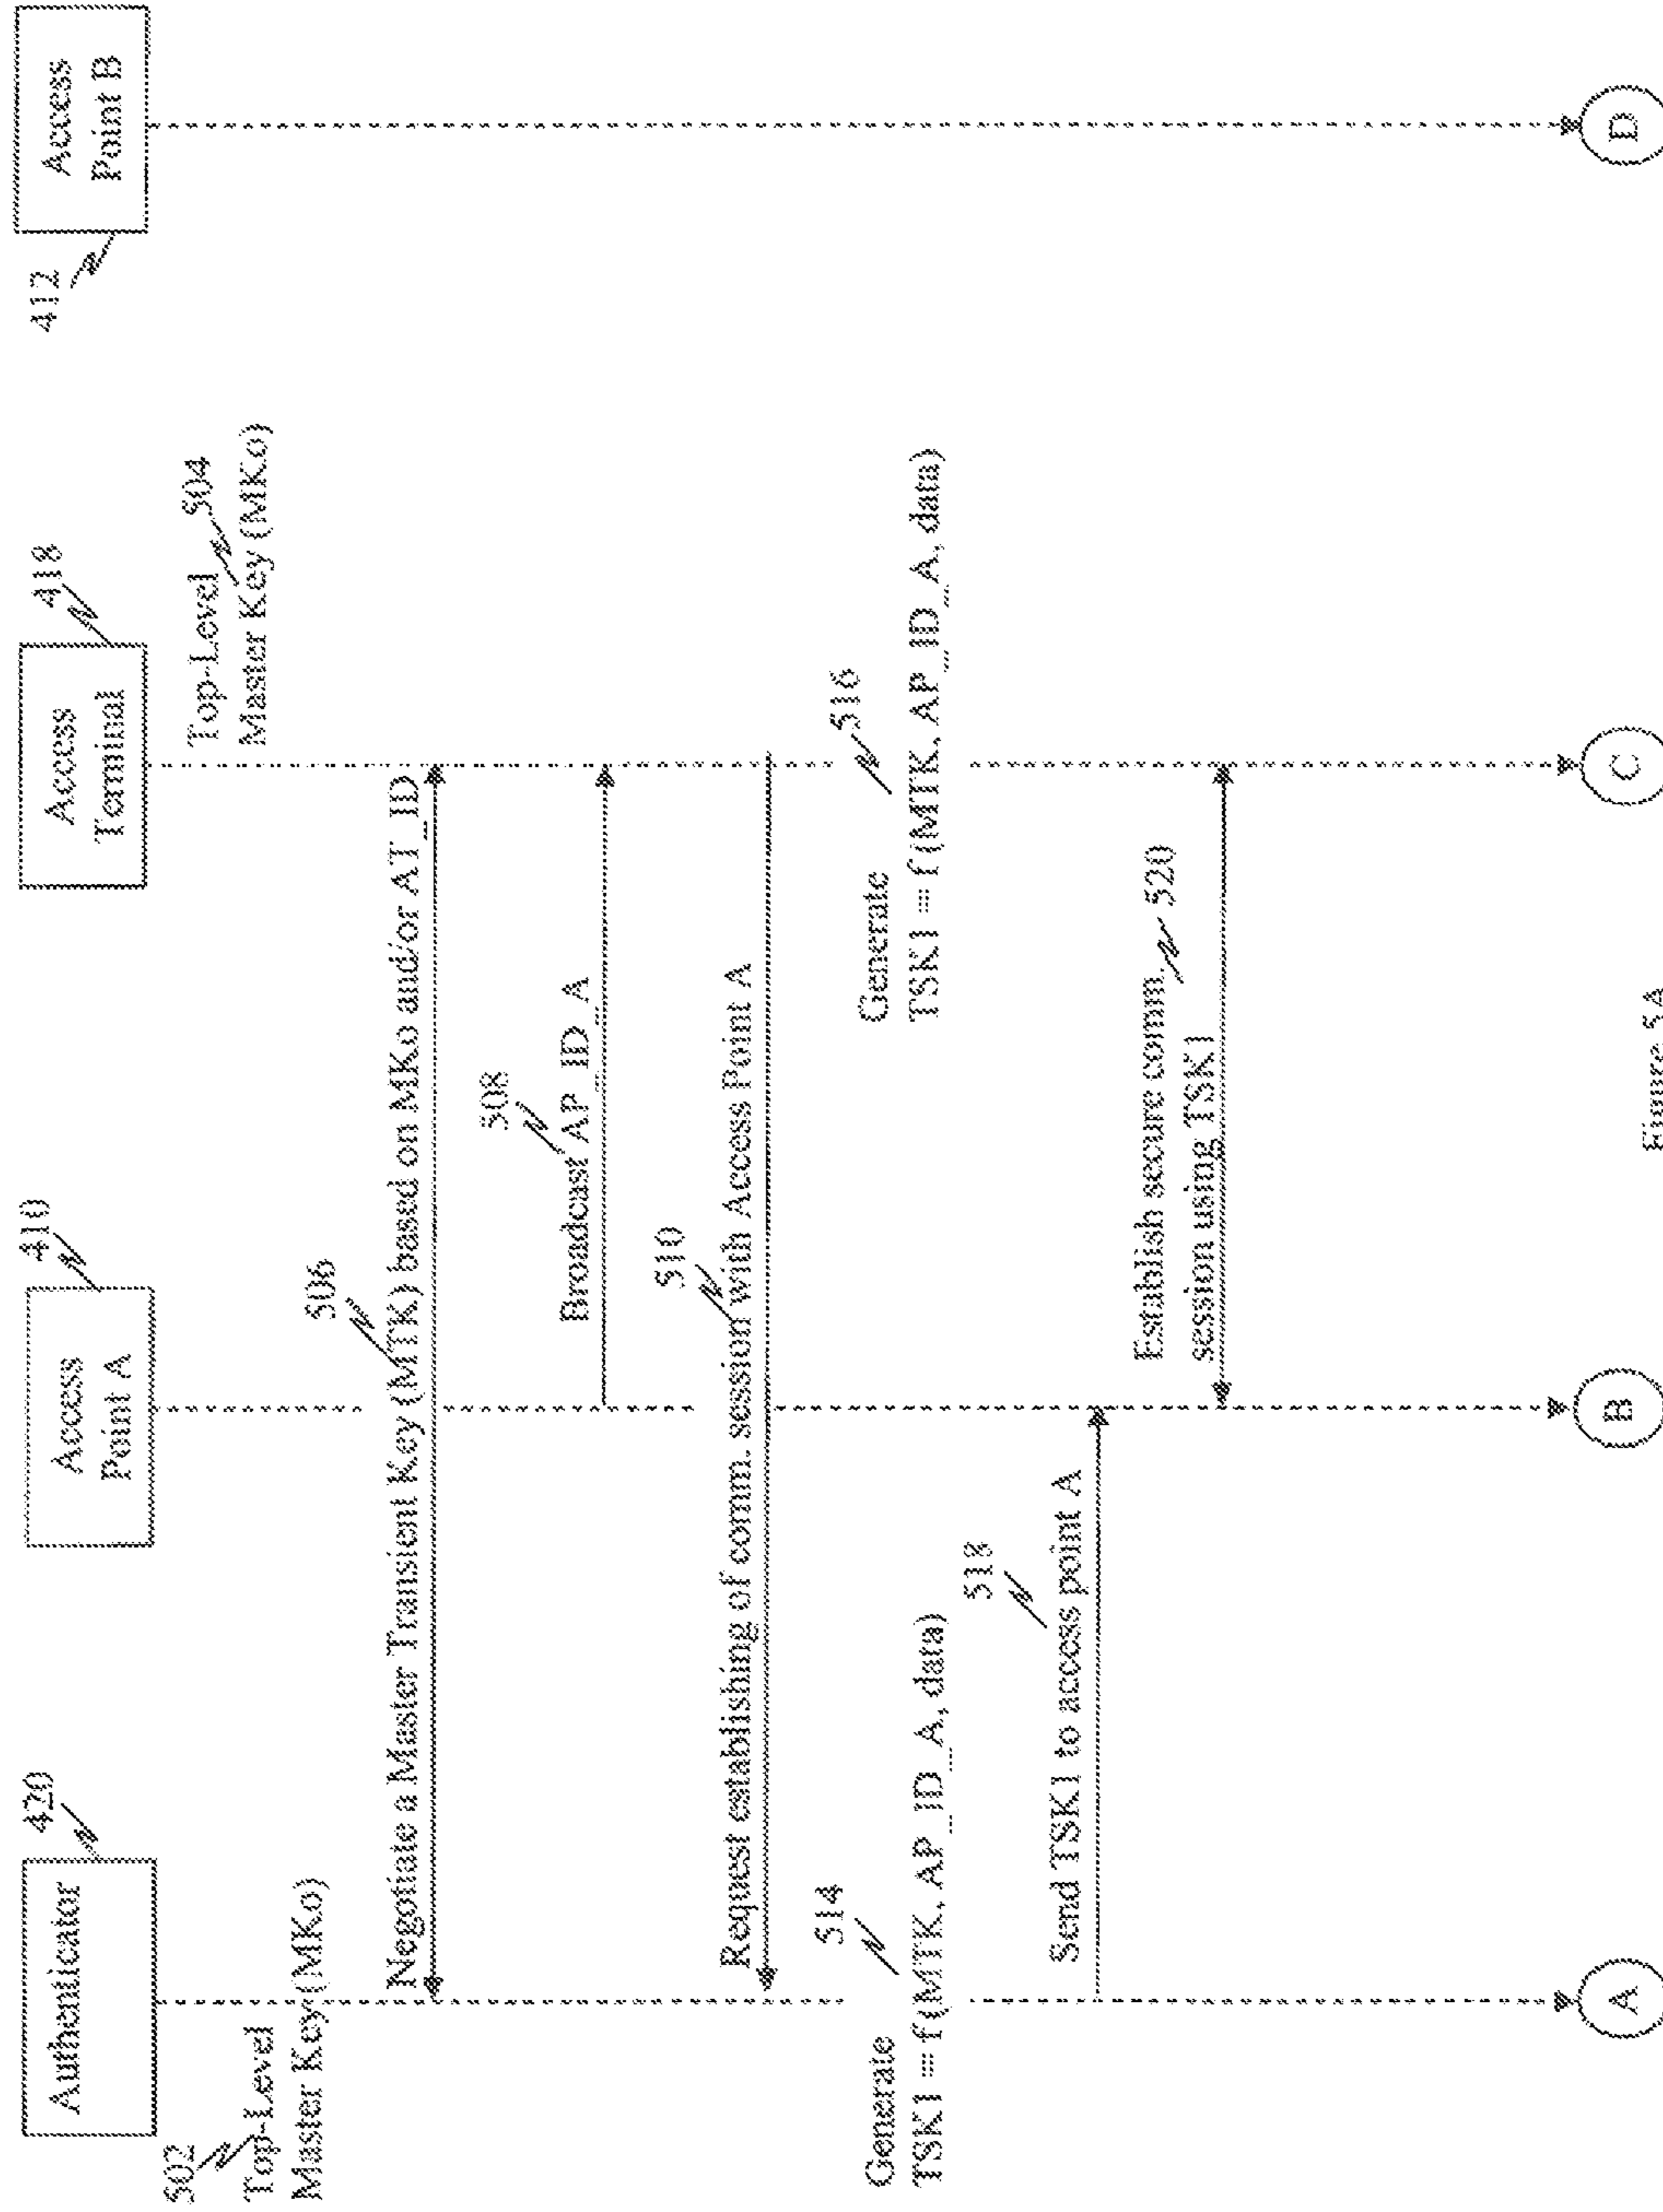 Authenticator
420
Access
Point A
410
Access
Terminal
418
Access
Point B
412
502
Top-Level
Master Key (MKo)
Top-Level
504
Master Key (MKo)
506
Negotiate a Master Transient Key (MTK) based on MKo and/or AT_ID
508
Broadcast AP_ID_A
510
Request establishing of comm. session with Access Point A
514
Generate
TSK1 = f (MTK, AP_ID_A, data)
516
Generate
TSK1 = f (MTK, AP_ID_A, data)
518
Send TSK1 to access point A
Establish secure comm.
520
session using TSK1
A
B
C
D
Figure 5A